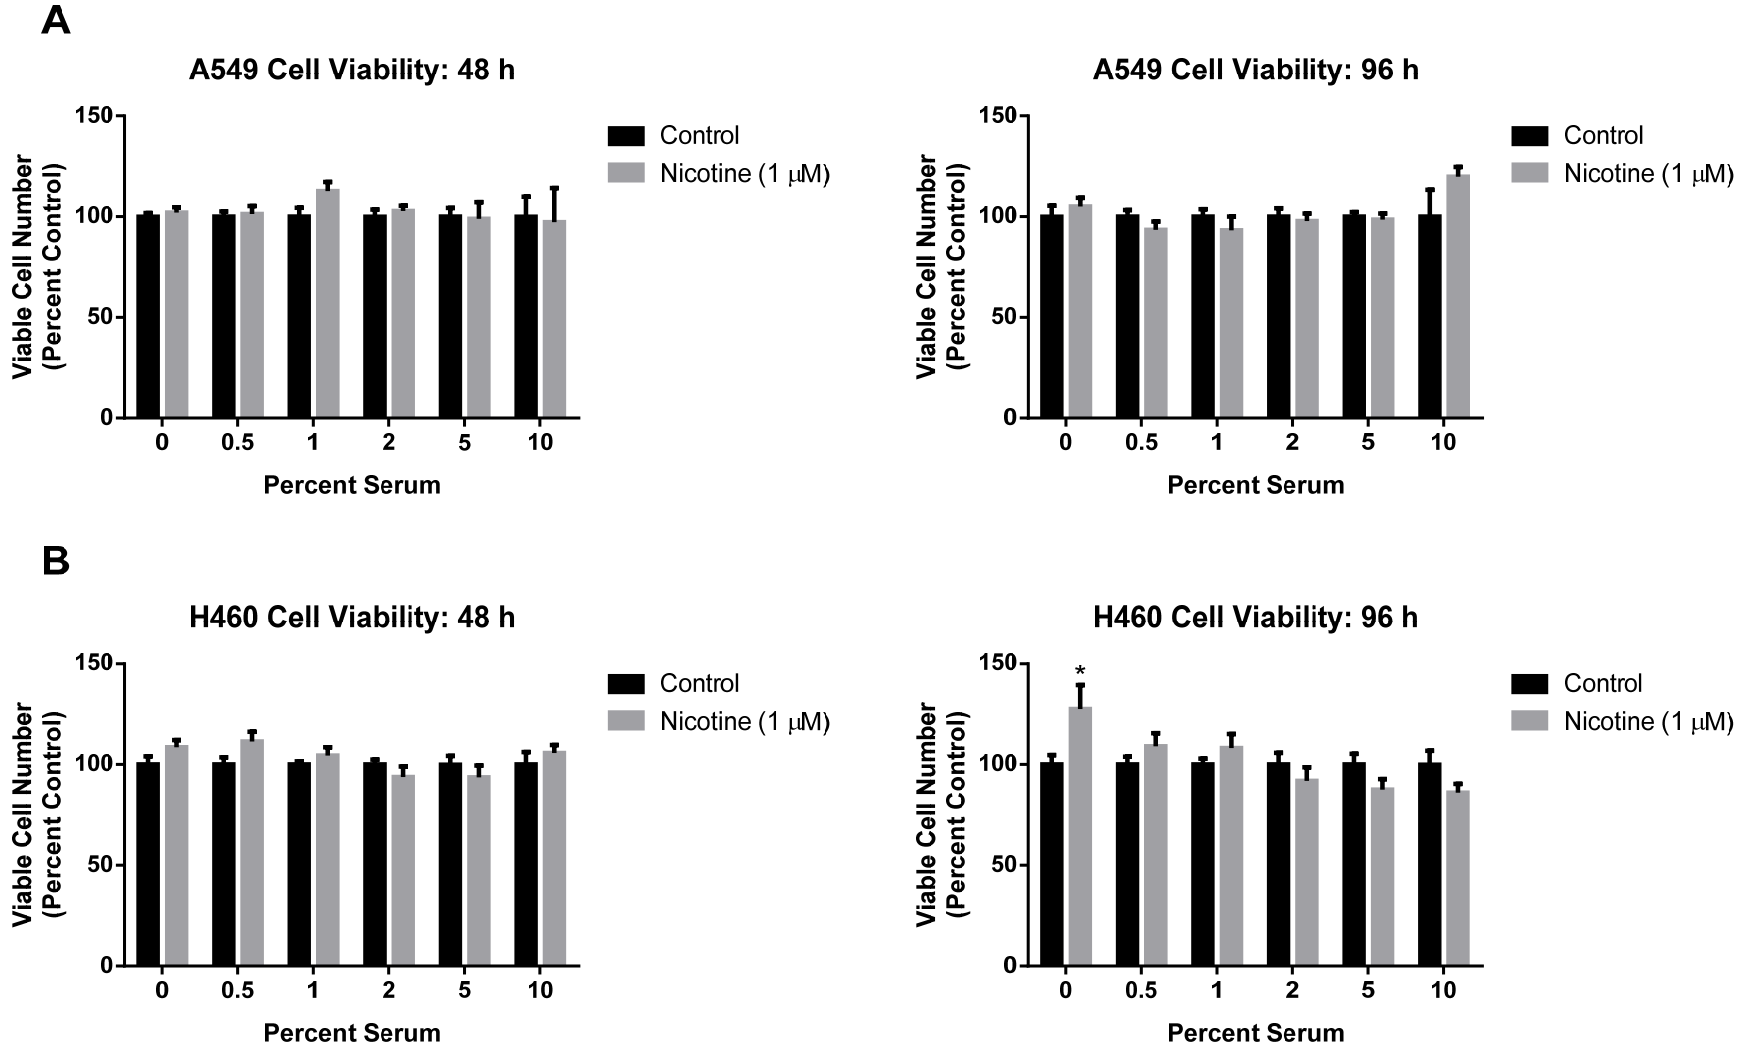 A
A549 Cell Viability: 48 h
150
100
50
0
Viable Cell Number
(Percent Control)
0 0.5 1 2 5 10
Percent Serum
Control
Nicotine (1 μM)
A549 Cell Viability: 96 h
150
100
50
0
Viable Cell Number
(Percent Control)
0 0.5 1 2 5 10
Percent Serum
Control
Nicotine (1 μM)
B
H460 Cell Viability: 48 h
150
100
50
0
Viable Cell Number
(Percent Control)
0 0.5 1 2 5 10
Percent Serum
Control
Nicotine (1 μM)
H460 Cell Viability: 96 h
150
100
50
0
Viable Cell Number
(Percent Control)
*
0 0.5 1 2 5 10
Percent Serum
Control
Nicotine (1 μM)